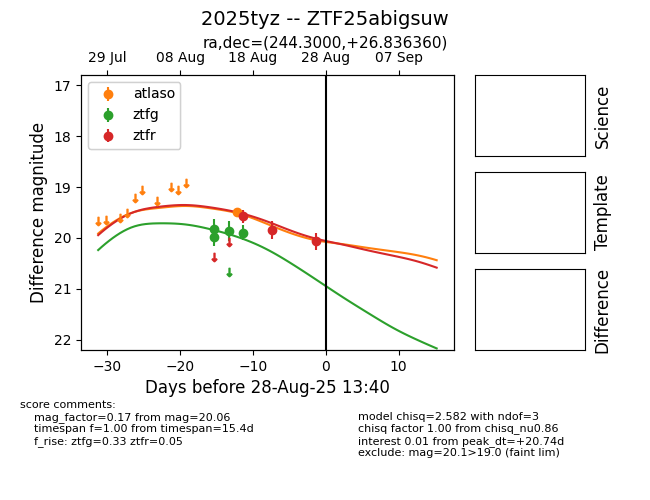 2025tyz -- ZTF25abigsuw
ra,dec=(244.3000,+26.836360)
29 Jul 08 Aug 18 Aug 28 Aug 07 Sep
atlaso
ztfg
ztfr
17
18
19
20
21
22
Difference magnitude
−30 −20 −10 0 10
Days before 28-Aug-25 13:40
Science
Template
Difference
score comments:
mag_factor=0.17 from mag=20.06
timespan f=1.00 from timespan=15.4d
f_rise: ztfg=0.33 ztfr=0.05
model chisq=2.582 with ndof=3
chisq factor 1.00 from chisq_nu0.86
interest 0.01 from peak_dt=+20.74d
exclude: mag=20.1>19.0 (faint lim)